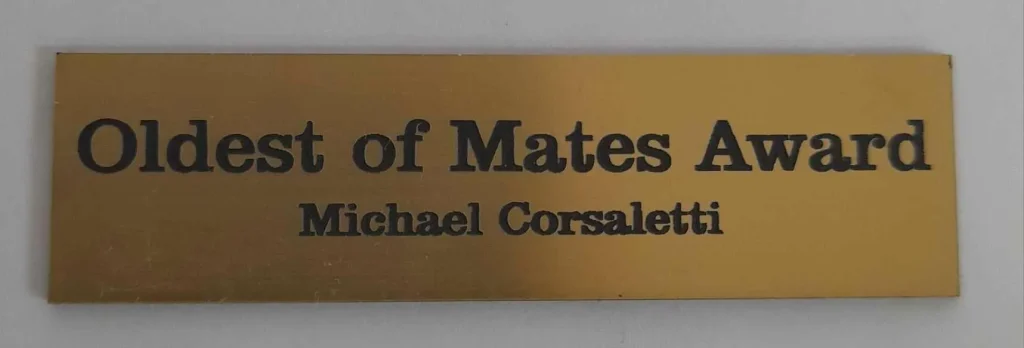 Oldest of Mates Award
Michael Corsaletti